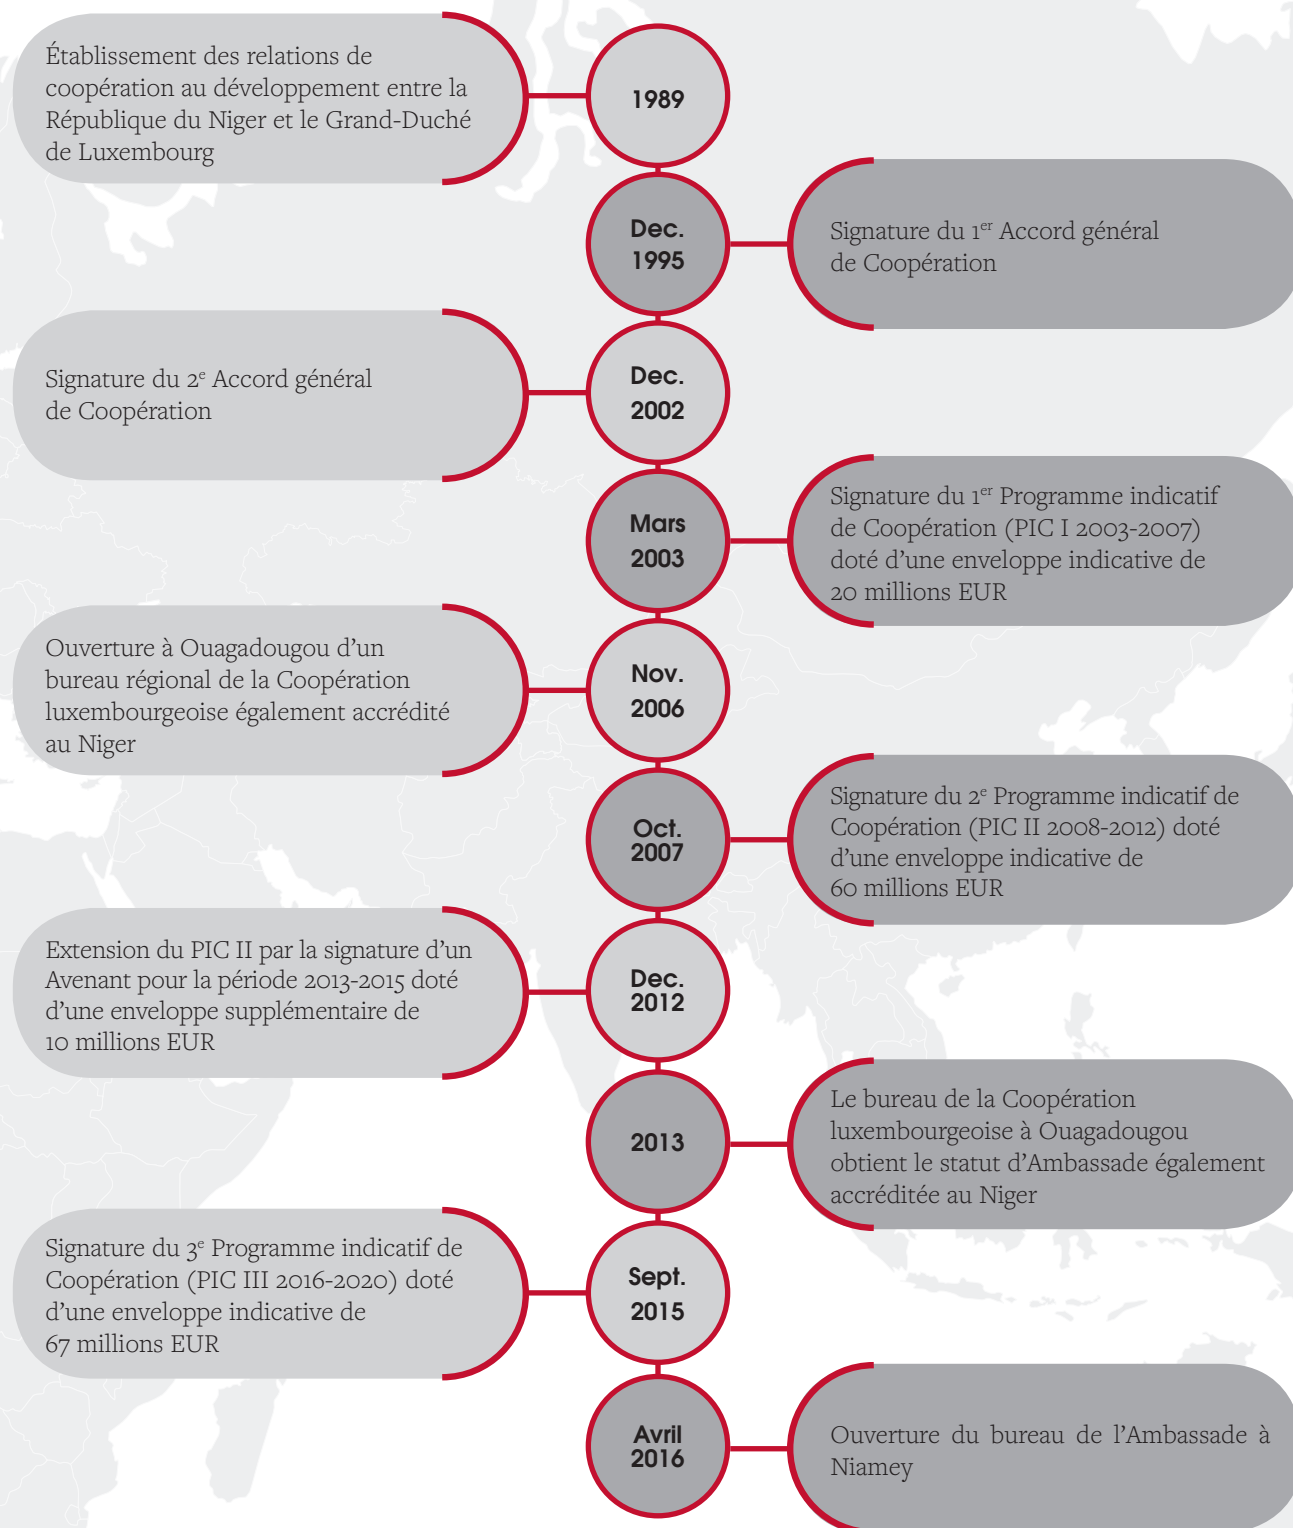 Établissement des relations de
coopération au développement entre la
République du Niger et le Grand-Duché
de Luxembourg
1989
Dec.
1995
Signature du 1er Accord général
de Coopération
Signature du 2e Accord général
de Coopération
Dec.
2002
Mars
2003
Signature du 1er Programme indicatif
de Coopération (PIC I 2003-2007)
doté d’une enveloppe indicative de
20 millions EUR
Ouverture à Ouagadougou d’un
bureau régional de la Coopération
luxembourgeoise également accrédité
au Niger
Nov.
2006
Oct.
2007
Signature du 2e Programme indicatif de
Coopération (PIC II 2008-2012) doté
d’une enveloppe indicative de
60 millions EUR
Extension du PIC II par la signature d’un
Avenant pour la période 2013-2015 doté
d’une enveloppe supplémentaire de
10 millions EUR
Dec.
2012
2013
Le bureau de la Coopération
luxembourgeoise à Ouagadougou
obtient le statut d’Ambassade également
accréditée au Niger
Signature du 3e Programme indicatif de
Coopération (PIC III 2016-2020) doté
d’une enveloppe indicative de
67 millions EUR
Sept.
2015
Avril
2016
Ouverture du bureau de l’Ambassade à
Niamey